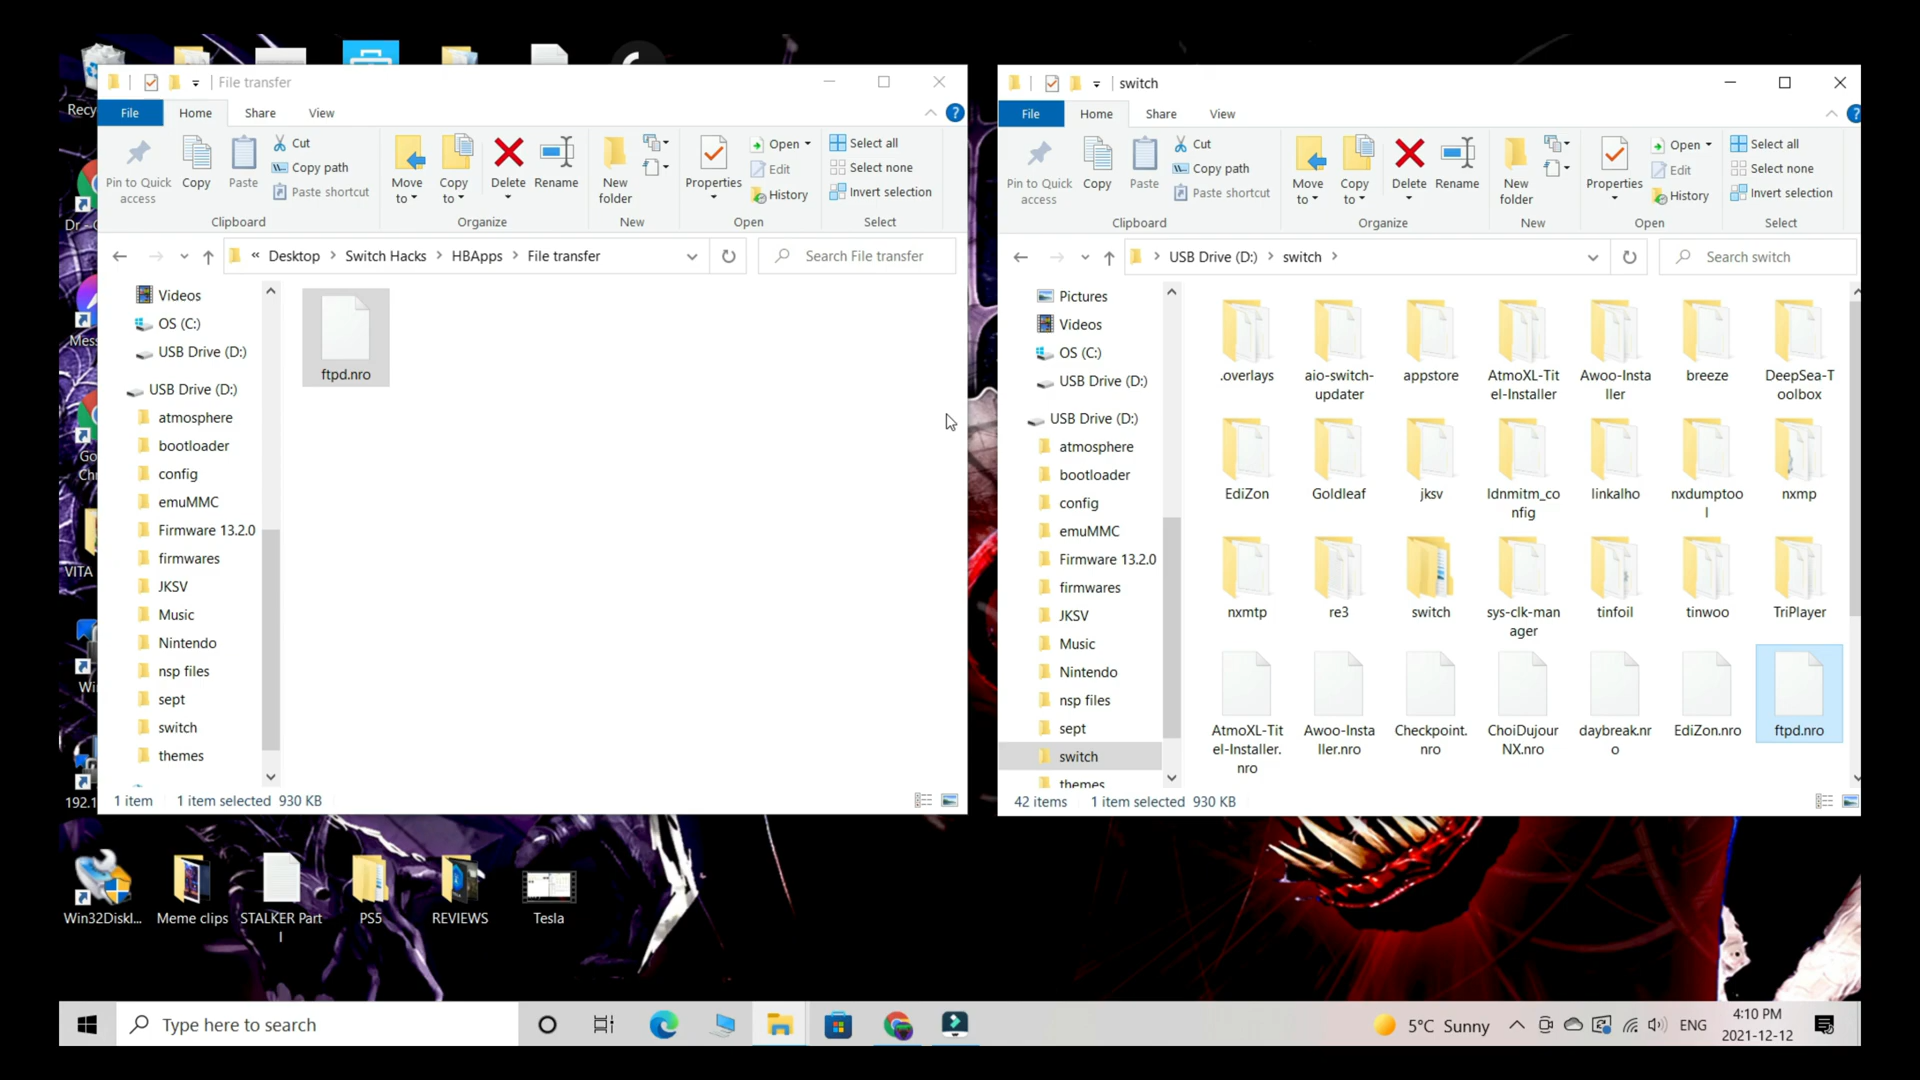 File transfer
File
Home
Share
View
Pin to Quick access
Copy
Paste
Cut
Copy path
Paste shortcut
Clipboard
Move to
Copy to
Delete
Rename
Organize
New folder
New
Properties
Open
Edit
History
Open
Select all
Select none
Invert selection
Select
« Desktop > Switch Hacks > HBApps > File transfer
Search File transfer
Videos
OS (C:)
USB Drive (D:)
USB Drive (D:)
atmosphere
bootloader
config
emuMMC
Firmware 13.2.0
firmwares
JKSV
Music
Nintendo
nsp files
sept
switch
themes
ftpd.nro
1 item 1 item selected 930 KB
switch
File
Home
Share
View
Pin to Quick access
Copy
Paste
Cut
Copy path
Paste shortcut
Clipboard
Move to
Copy to
Delete
Rename
Organize
New folder
New
Properties
Open
Edit
History
Open
Select all
Select none
Invert selection
Select
> USB Drive (D:) > switch >
Search switch
Pictures
Videos
OS (C:)
USB Drive (D:)
USB Drive (D:)
atmosphere
bootloader
config
emuMMC
Firmware 13.2.0
firmwares
JKSV
Music
Nintendo
nsp files
sept
switch
themes
.overlays
aio-switch-updater
appstore
AtmoXL-Titel-Installer
Awoo-Installer
breeze
DeepSea-Toolbox
EdiZon
Goldleaf
jksv
ldnmitm_config
linkalho
nxdumptool
nxmp
nxmtp
re3
switch
sys-clk-manager
tinfoil
tinwoo
TriPlayer
AtmoXL-Titel-Installer.nro
Awoo-Installer.nro
Checkpoint.nro
ChoiDujourNX.nro
daybreak.nro
EdiZon.nro
ftpd.nro
42 items 1 item selected 930 KB
Recy
Dr
Mess
Go
Ch
VITA
Wi
192.1
Win32DiskI...
Meme clips
STALKER Part I
PS5
REVIEWS
Tesla
Type here to search
5°C Sunny
ENG
4:10 PM
2021-12-12